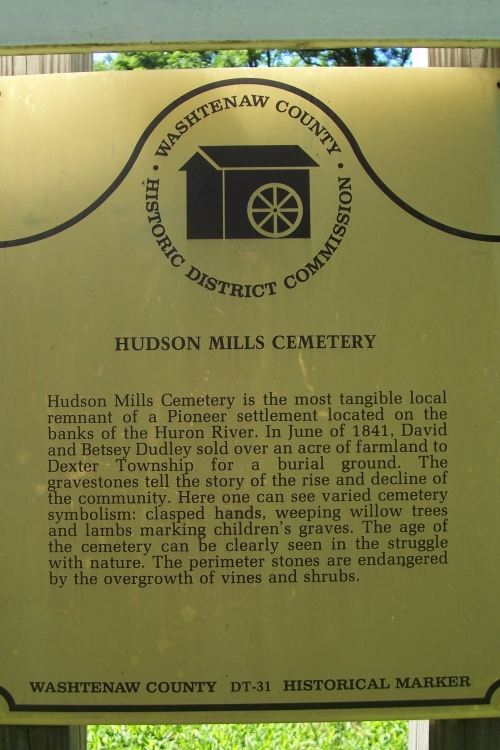 WASHTENAW COUNTY
HISTORIC DISTRICT COMMISSION
HUDSON MILLS CEMETERY
Hudson Mills Cemetery is the most tangible local
remnant of a Pioneer settlement located on the
banks of the Huron River. In June of 1841, David
and Betsey Dudley sold over an acre of farmland to
Dexter Township for a burial ground. The
gravestones tell the story of the rise and decline of
the community. Here one can see varied cemetery
symbolism: clasped hands, weeping willow trees
and lambs marking children's graves. The age of
the cemetery can be clearly seen in the struggle
with nature. The perimeter stones are endangered
by the overgrowth of vines and shrubs.
WASHTENAW COUNTY DT-31 HISTORICAL MARKER